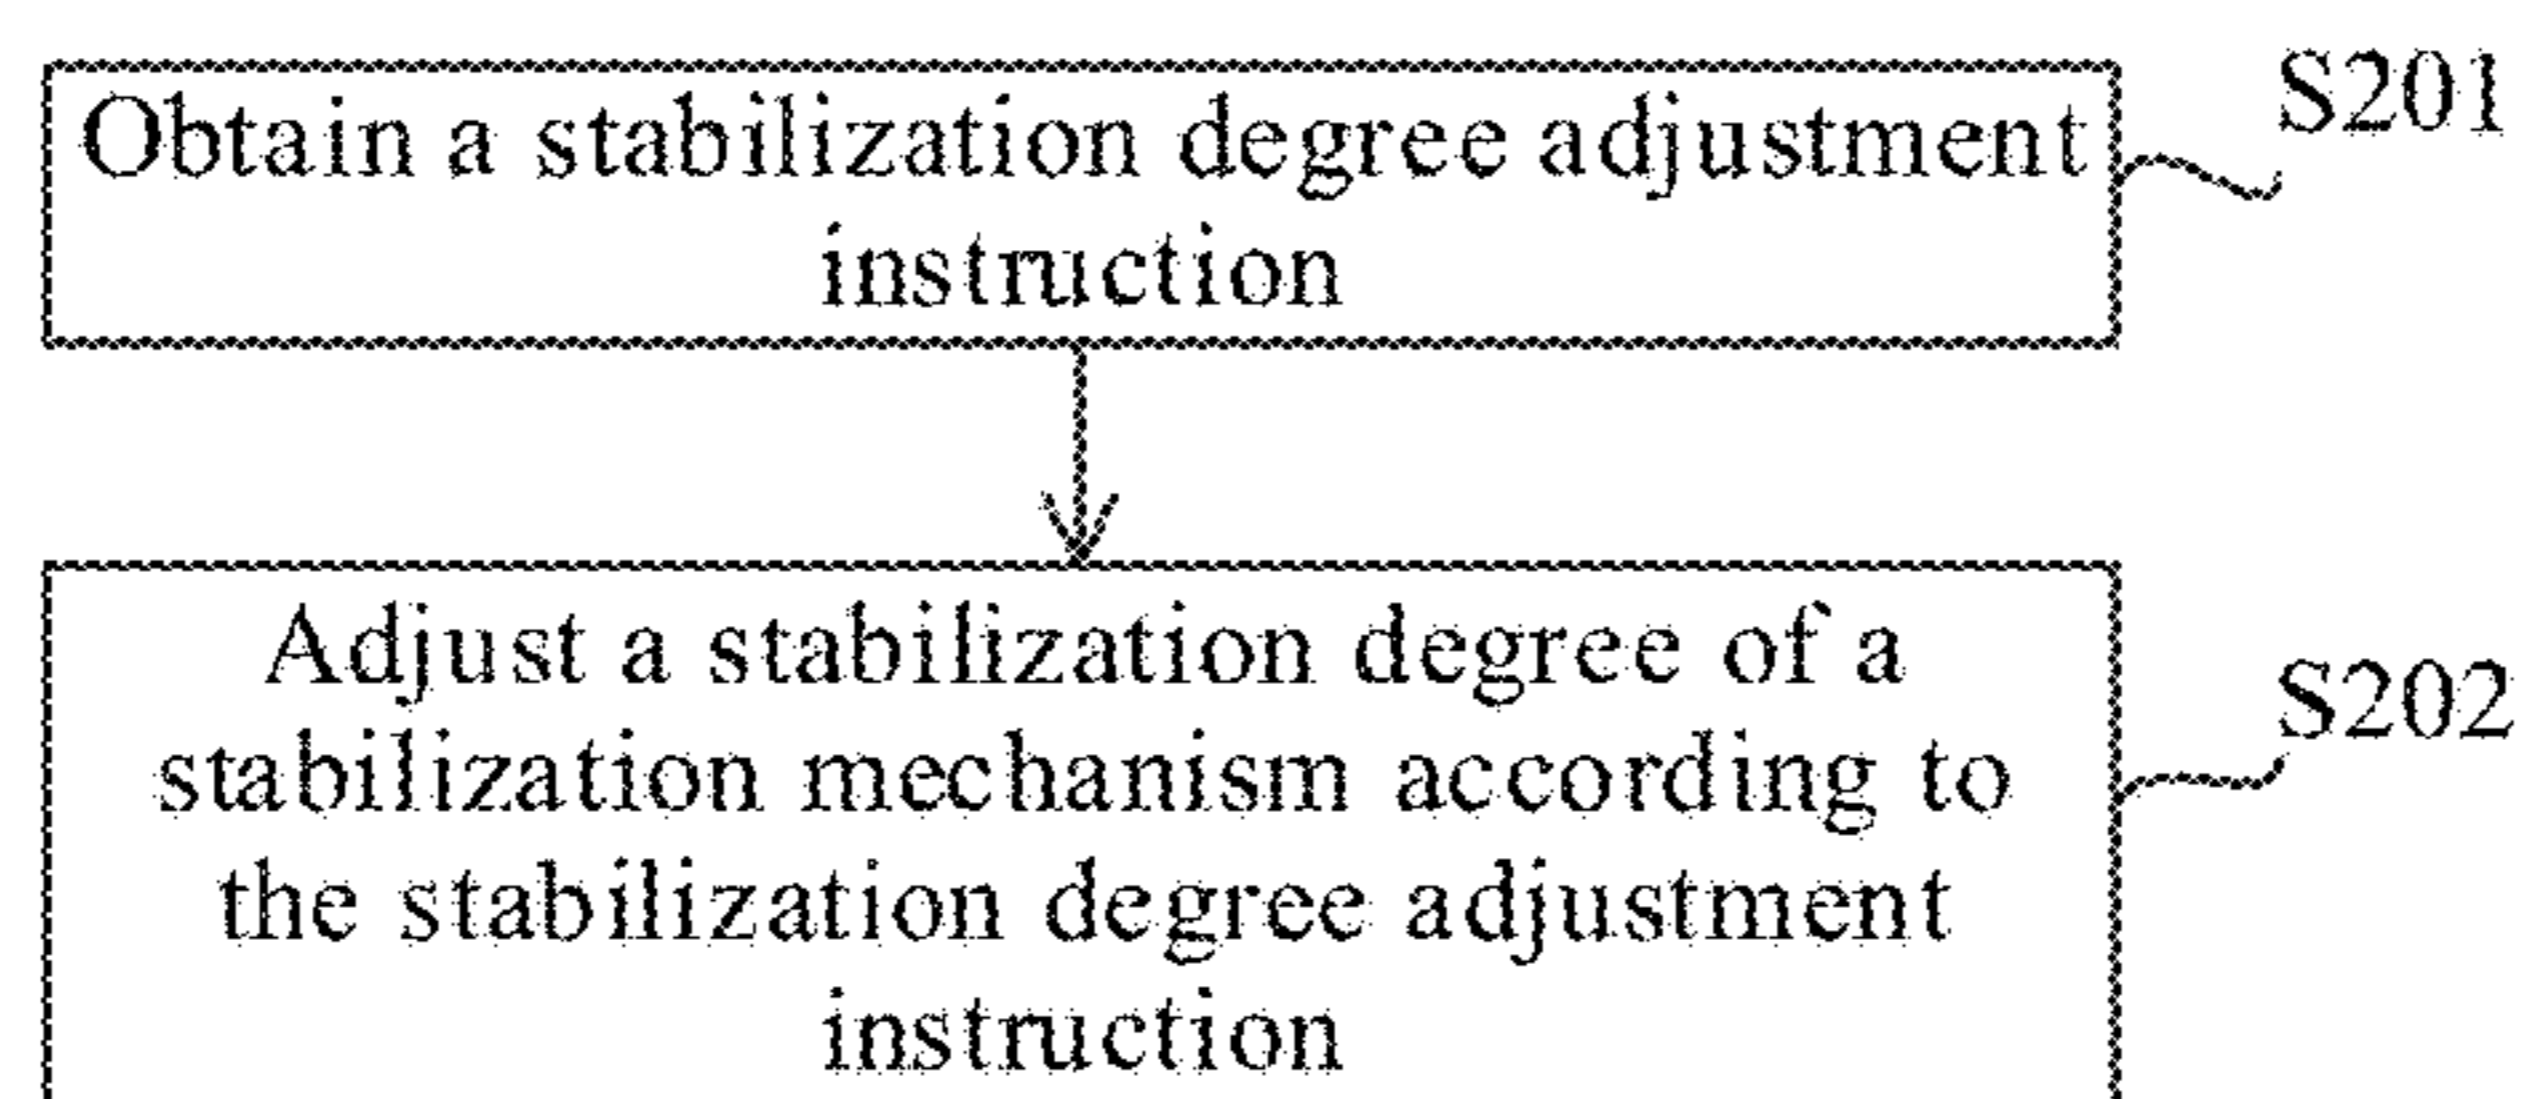 Obtain a stabilization degree adjustment
instruction
S201
Adjust a stabilization degree of a
stabilization mechanism according to
the stabilization degree adjustment
instruction
S202